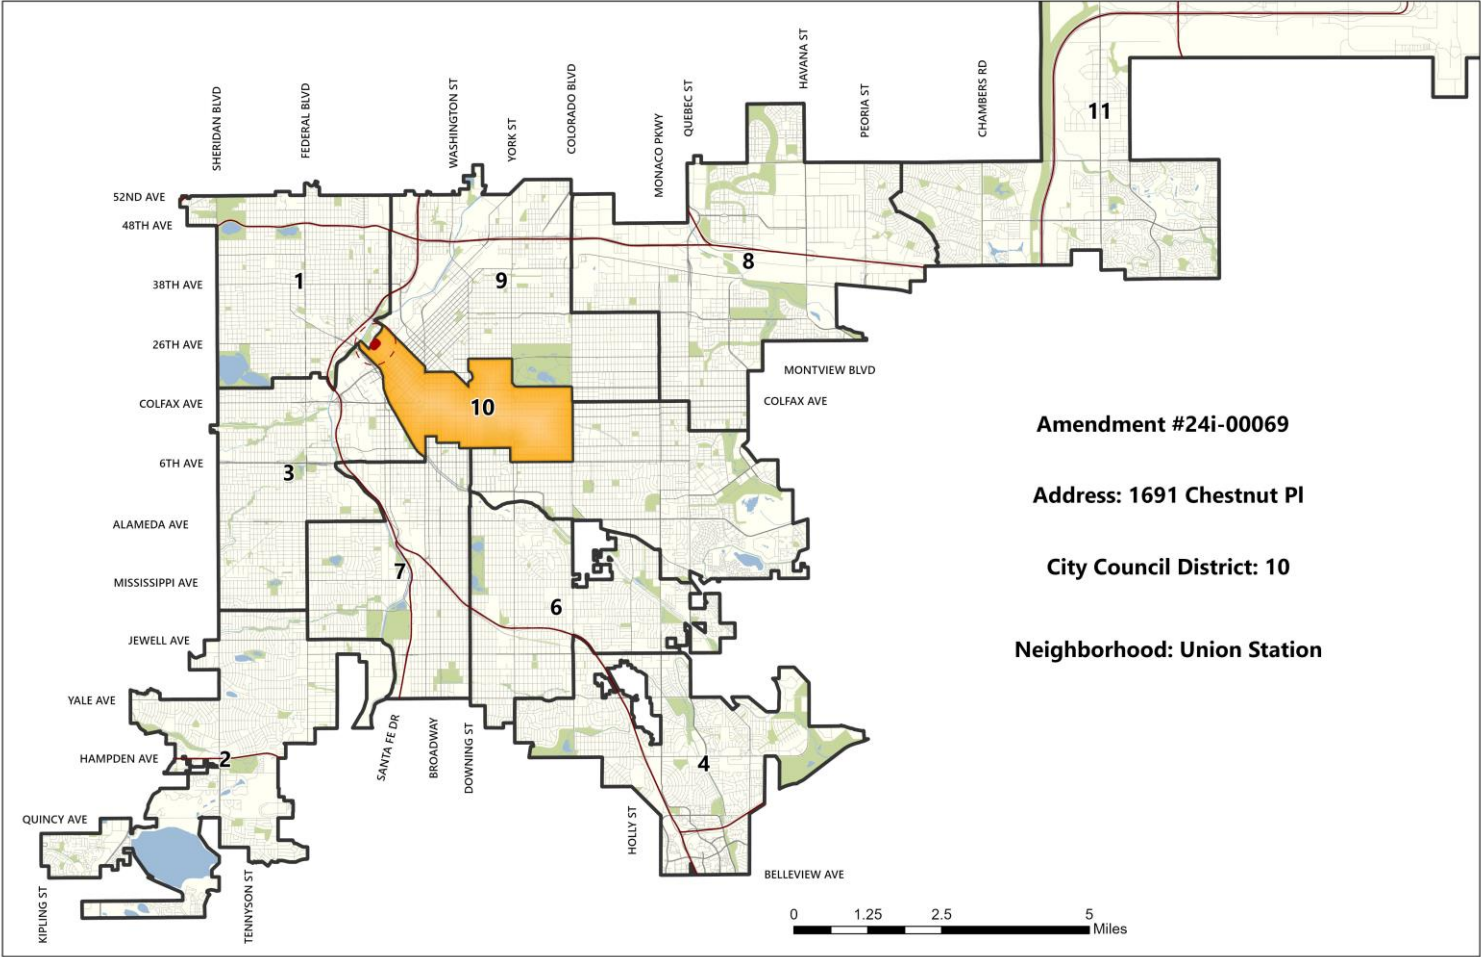 SHERIDAN BLVD
FEDERAL BLVD
WASHINGTON ST
YORK ST
COLORADO BLVD
MONACO PKWY
QUEBEC ST
HAVANA ST
PEORIA ST
CHAMBERS RD
11
52ND AVE
48TH AVE
8
1
9
38TH AVE
26TH AVE
MONTVIEW BLVD
COLFAX AVE
10
COLFAX AVE
Amendment #24i-00069
6TH AVE
3
Address: 1691 Chestnut Pl
ALAMEDA AVE
City Council District: 10
7
MISSISSIPPI AVE
6
JEWELL AVE
Neighborhood: Union Station
YALE AVE
SANTA FE DR
BROADWAY
DOWNING ST
HAMPDEN AVE
2
4
QUINCY AVE
HOLLY ST
BELLEVIEW AVE
KIPLING ST
TENNYSON ST
0 1.25 2.5 5
Miles